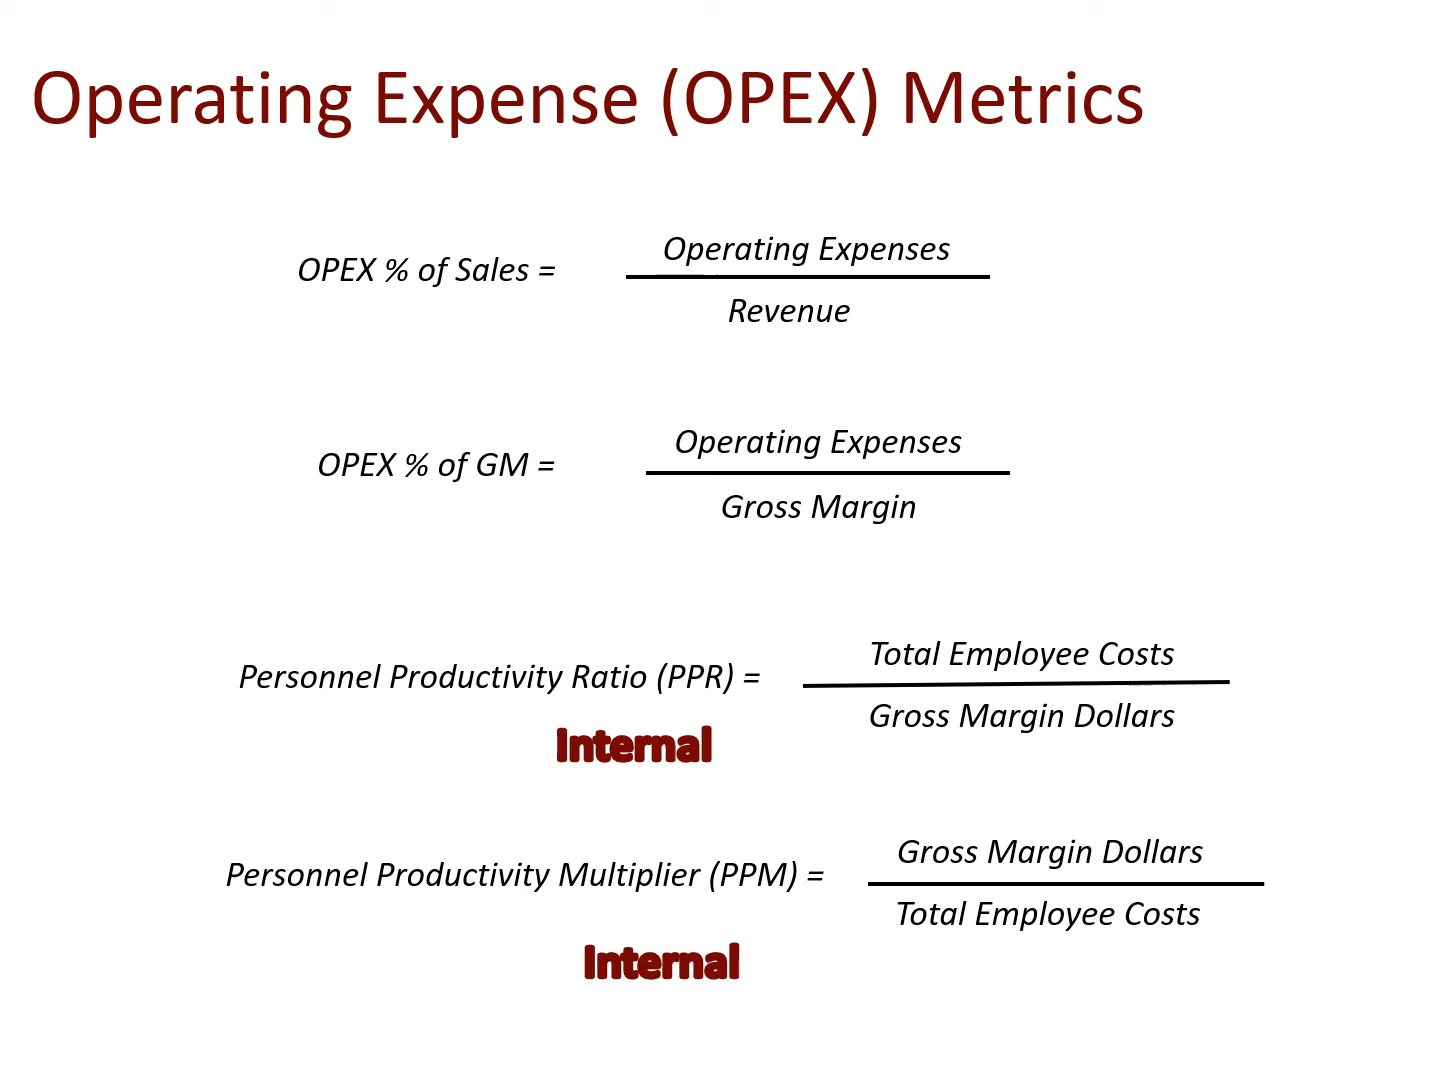 Operating Expense (OPEX) Metrics
OPEX % of Sales =
Operating Expenses
Revenue
OPEX % of GM =
Operating Expenses
Gross Margin
Personnel Productivity Ratio (PPR) =
Total Employee Costs
Gross Margin Dollars
Internal
Personnel Productivity Multiplier (PPM) =
Gross Margin Dollars
Total Employee Costs
Internal